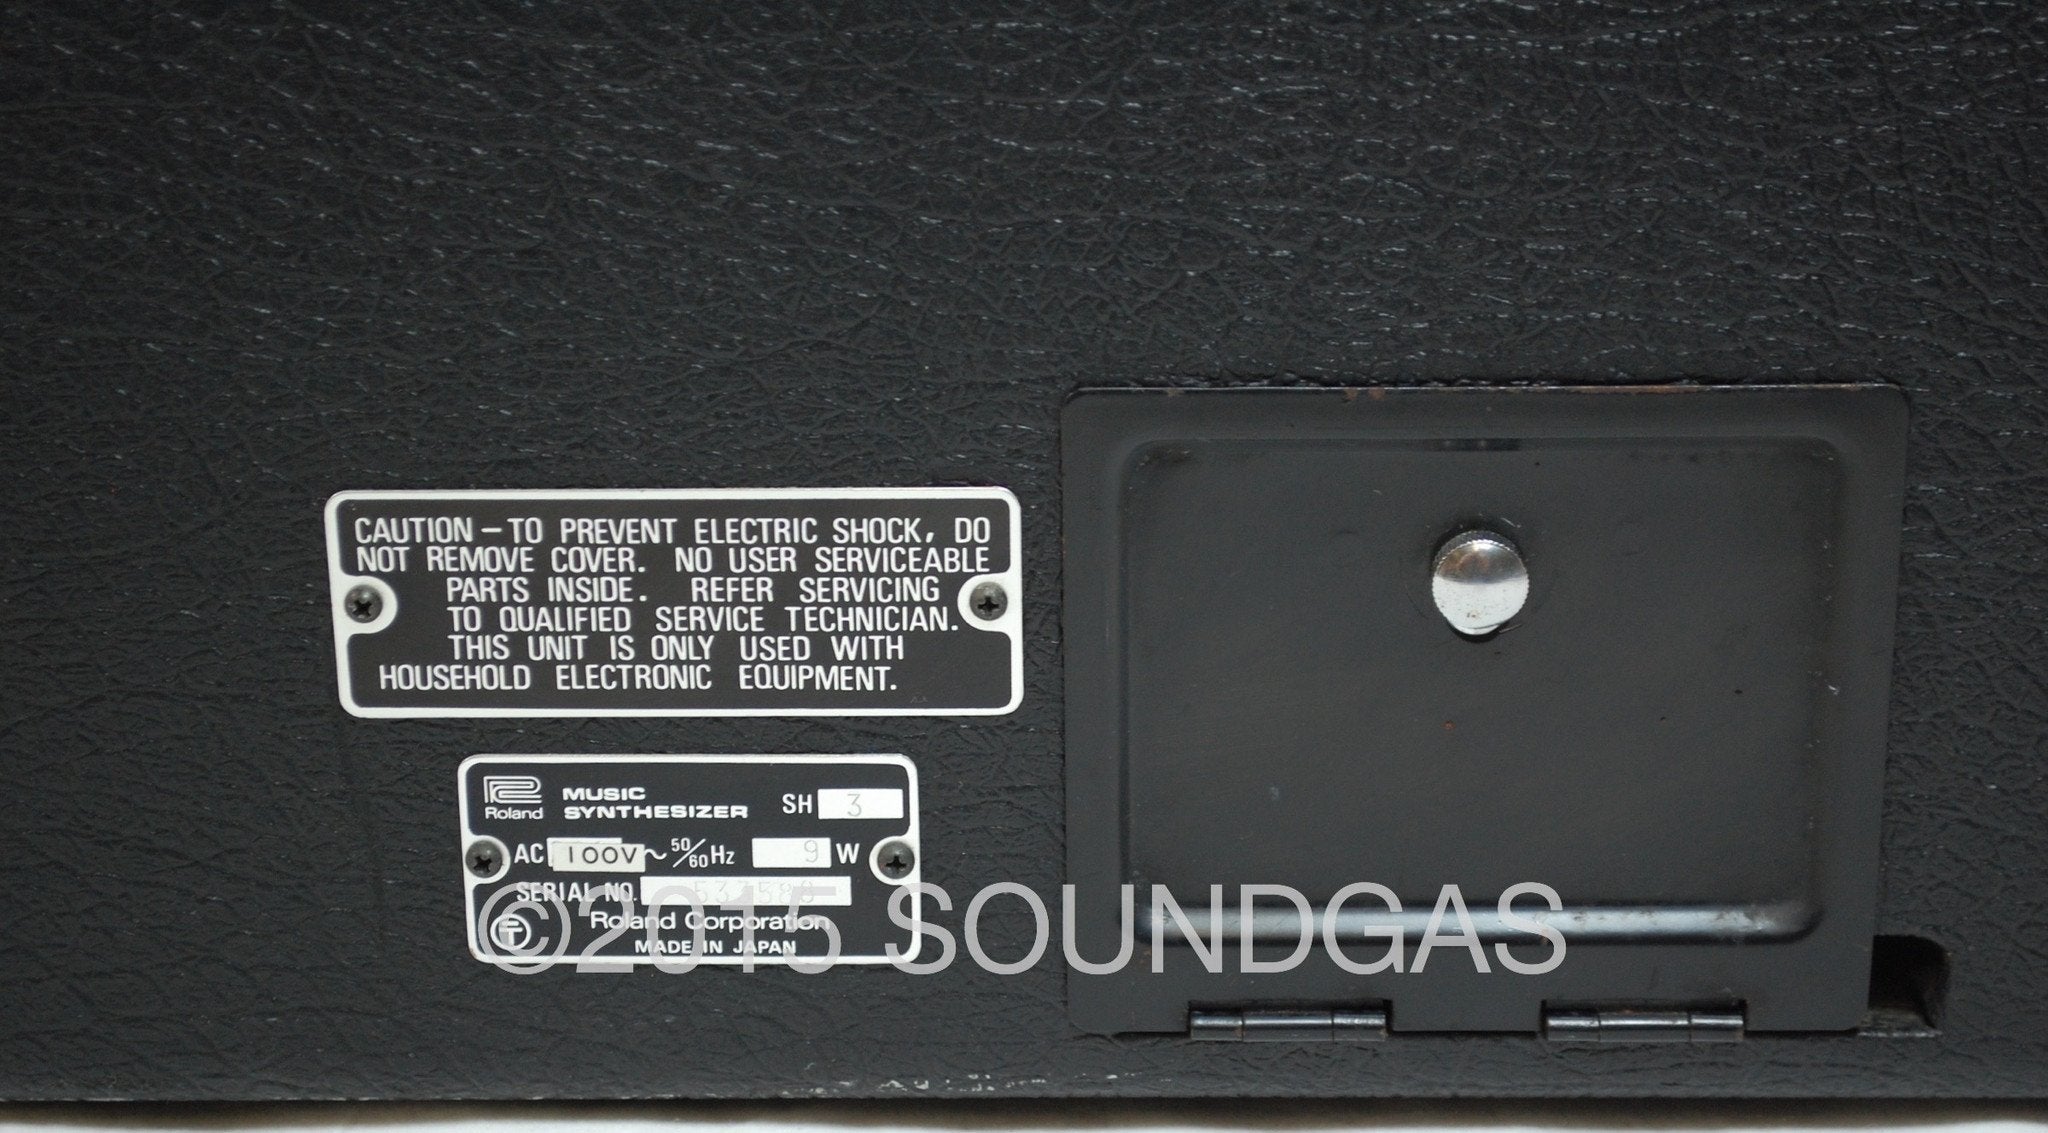 CAUTION – TO PREVENT ELECTRIC SHOCK, DO
NOT REMOVE COVER. NO USER SERVICEABLE
PARTS INSIDE. REFER SERVICING
TO QUALIFIED SERVICE TECHNICIAN.
THIS UNIT IS ONLY USED WITH
HOUSEHOLD ELECTRONIC EQUIPMENT.
Roland
MUSIC
SYNTHESIZER
SH 3
AC 100V ~ 50/60 Hz 9 W
SERIAL NO.
Roland Corporation
MADE IN JAPAN
©2015 SOUNDGAS